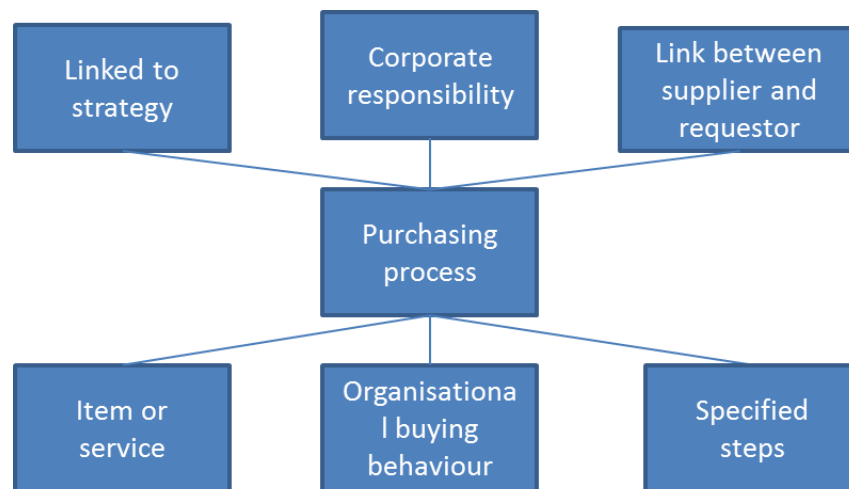 Linked to
strategy
Corporate
responsibility
Link between
supplier and
requestor
Purchasing
process
Item or
service
Organisationa
l buying
behaviour
Specified
steps